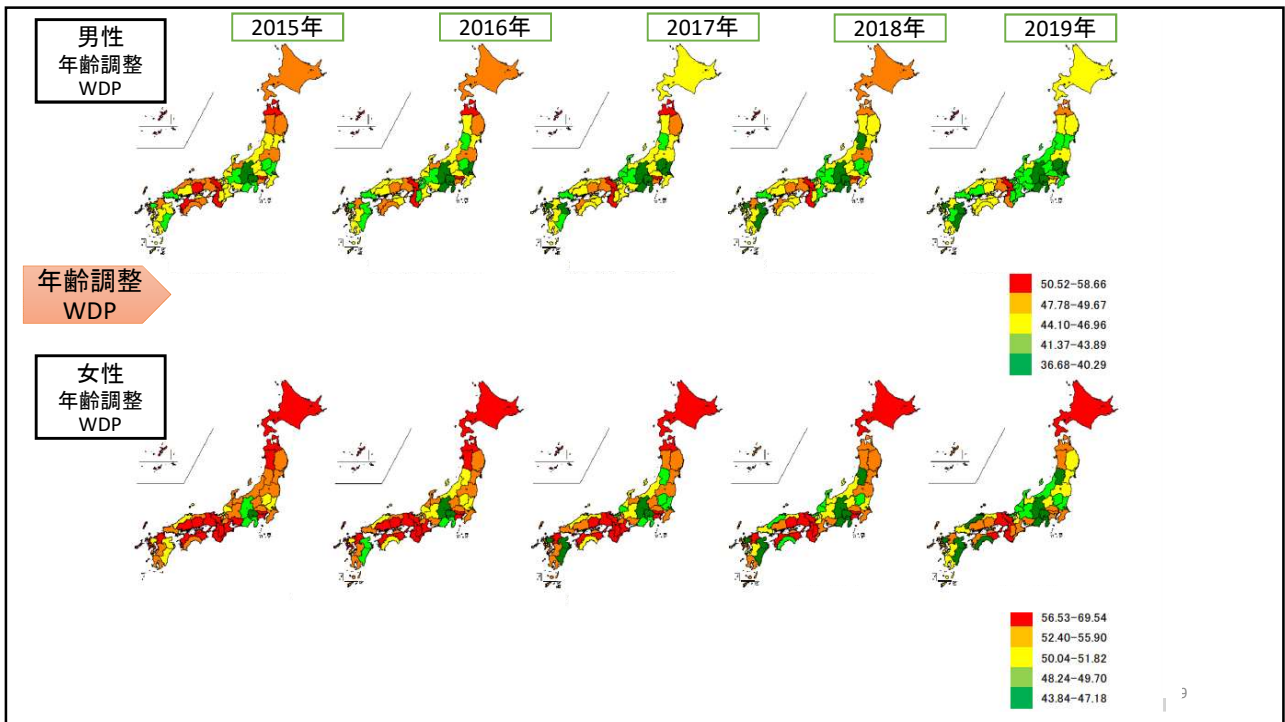 男性
年齢調整
WDP
2015年
2016年
2017年
2018年
2019年
年齢調整
WDP
50.52-58.66
47.78-49.67
44.10-46.96
41.37-43.89
36.68-40.29
女性
年齢調整
WDP
56.53-69.54
52.40-55.90
50.04-51.82
48.24-49.70
43.84-47.18
9